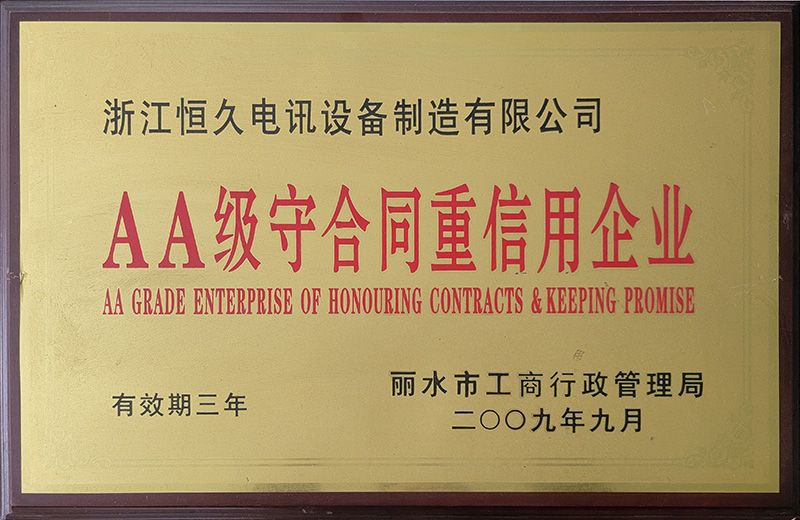 浙江恒久电讯设备制造有限公司
AA级守合同重信用企业
AA GRADE ENTERPRISE OF HONOURING CONTRACTS & KEEPING PROMISE
有效期三年
丽水市工商行政管理局
二〇〇九年九月